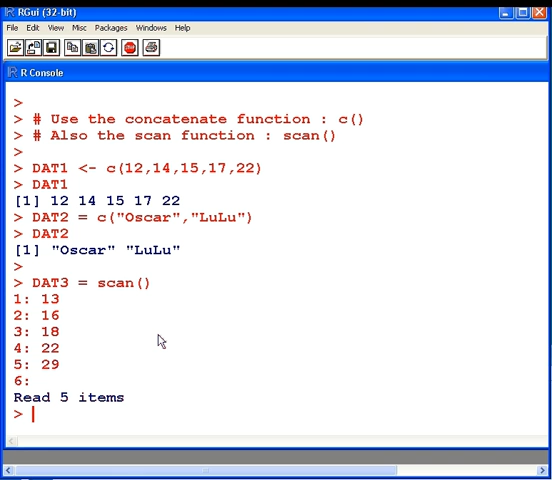 RGui (32-bit)
File Edit View Misc Packages Windows Help
STOP
R Console
>
> # Use the concatenate function : c()
> # Also the scan function : scan()
>
> DAT1 <- c(12,14,15,17,22)
> DAT1
[1] 12 14 15 17 22
> DAT2 = c("Oscar","LuLu")
> DAT2
[1] "Oscar" "LuLu"
>
> DAT3 = scan()
1: 13
2: 16
3: 18
4: 22
5: 29
6:
Read 5 items
>